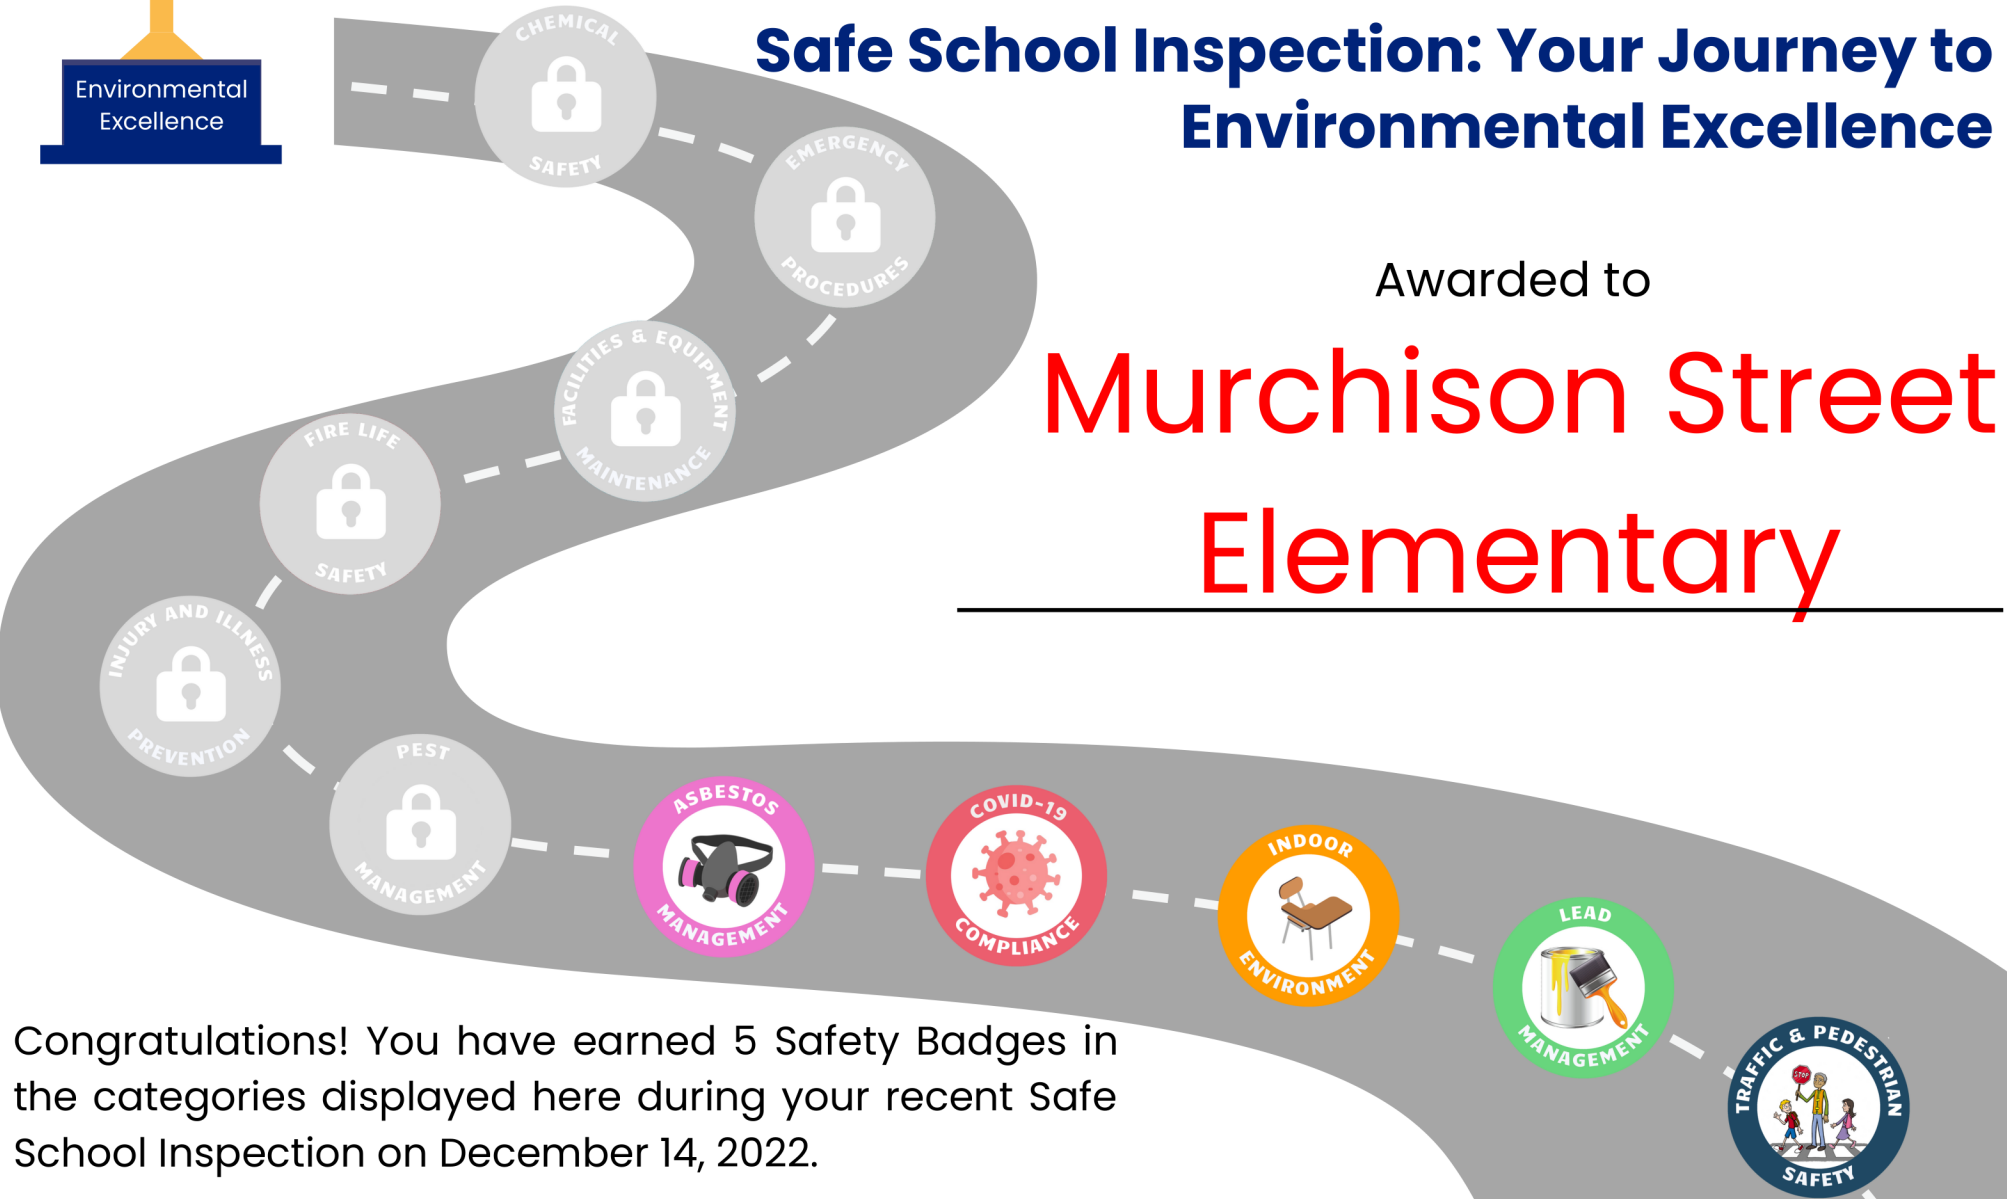 Environmental
Excellence
Safe School Inspection: Your Journey to
Environmental Excellence
Awarded to
Murchison Street
Elementary
CHEMICAL
SAFETY
EMERGENCY
PROCEDURES
FACILITIES & EQUIPMENT
MAINTENANCE
FIRE LIFE
SAFETY
INJURY AND ILLNESS
PREVENTION
PEST
MANAGEMENT
ASBESTOS
MANAGEMENT
COVID-19
COMPLIANCE
INDOOR
ENVIRONMENT
LEAD
MANAGEMENT
TRAFFIC & PEDESTRIAN
STOP
SAFETY
Congratulations! You have earned 5 Safety Badges in
the categories displayed here during your recent Safe
School Inspection on December 14, 2022.